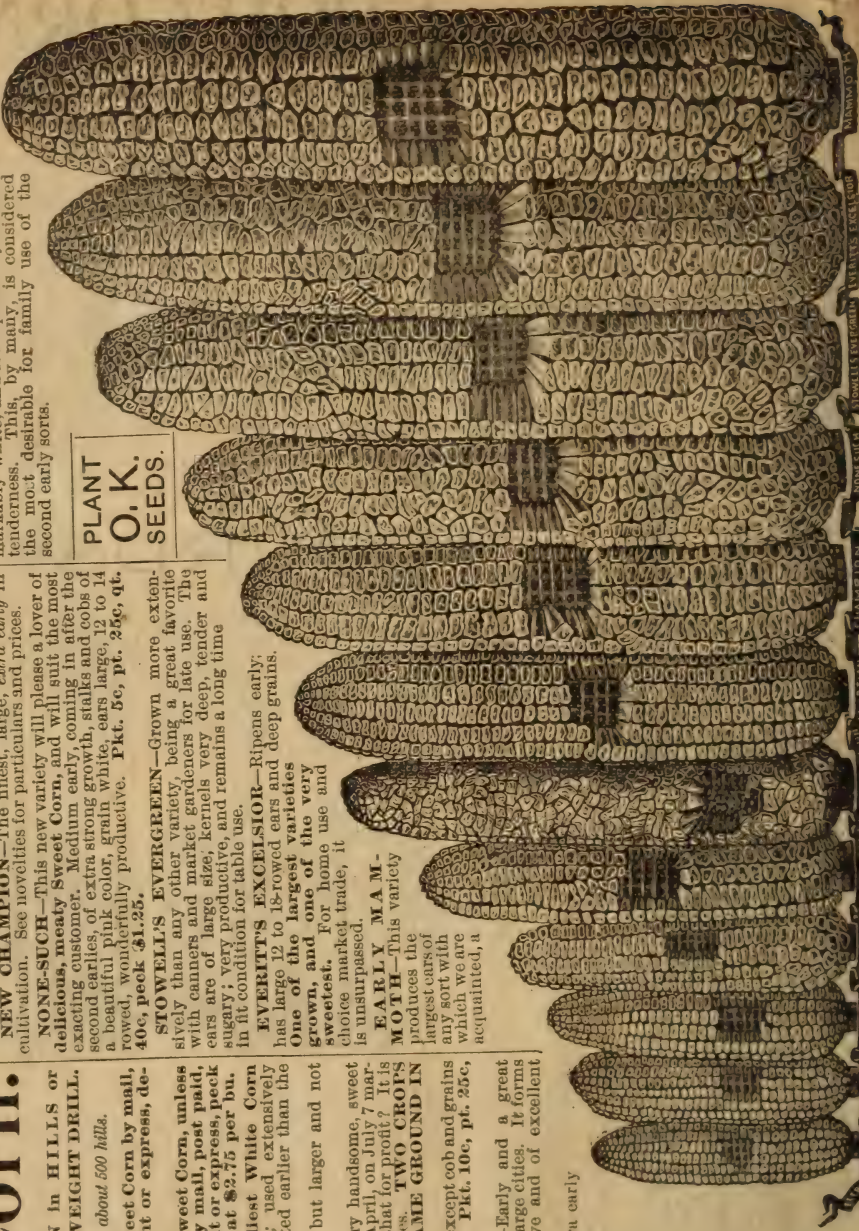 orn.
in HILLS or
WEIGHT DRILL.
about 500 hills.
eet Corn by mail,
nt or express, de-
weet Corn, unless
y mail, post paid,
t or express, peck
at $2.75 per bu.
liest White Corn
; used extensively
ed earlier than the
but larger and not
ry handsome, sweet
April, on July 7 mar-
hat for profit? It is
es. TWO CROPS
AME GROUND IN
xcept cob and grains
Pkt. 10c, pt. 25c,
Early and a great
arge cities. It forms
ve and of excellent
m early
NEW CHAMPION—The finest, large, extra early in
cultivation. See novelties for particulars and prices.
NONE-SUCH—This new variety will please a lover of
delicious, meaty Sweet Corn, and will suit the most
exacting customer. Medium early, coming in after the
second earlies, of extra strong growth, stalks and cobs of
a beautiful pink color, grain white, ears large, 12 to 14
rowed, wonderfully productive. Pkt. 5c, pt. 25c, qt.
40c, peck $1.25.
STOWELL'S EVERGREEN—Grown more exten-
sively than any other variety, being a great favorite
with canners and market gardeners for late use. The
ears are of large size; kernels very deep, tender and
sugary; very productive, and remains a long time
in fit condition for table use.
EVERITT'S EXCELSIOR—Ripens early;
has large 12 to 18-rowed ears and deep grains.
One of the largest varieties
grown, and one of the very
sweetest. For home use and
choice market trade, it
is unsurpassed.
EARLY MAM-
MOTH—This variety
produces the
largest ears of
any sort with
which we are
acquainted, a
tenderness. This, by many, is considered
the most desirable for family use of the
second early sorts.
PLANT
O. K.
SEEDS.
MAMMOTH
EVERITT'S EXCELSIOR
STOWELL'S EVERGREEN